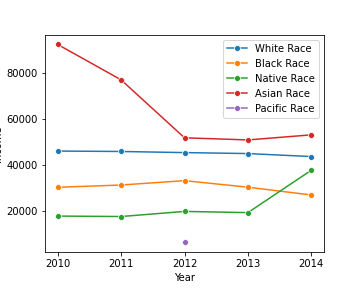 White Race
Black Race
Native Race
Asian Race
Pacific Race
80000
60000
40000
20000
2010 2011 2012 2013 2014
Year